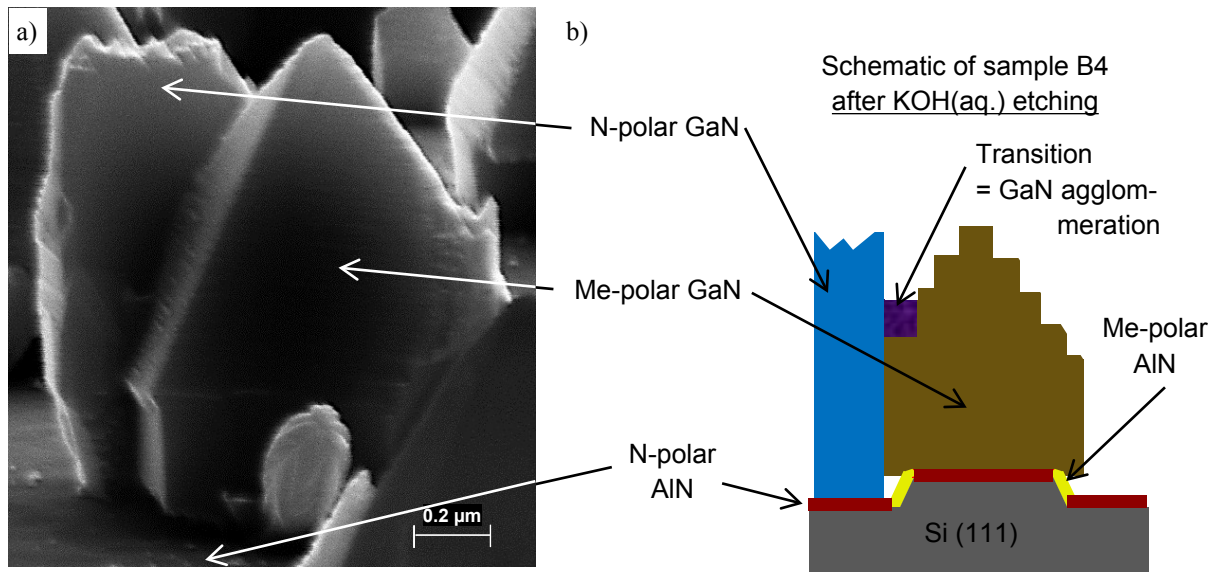 a)
0.2 µm
b)
Schematic of sample B4
after KOH(aq.) etching
N-polar GaN
Transition
= GaN agglom-
meration
Me-polar GaN
Me-polar
AlN
N-polar
AlN
Si (111)